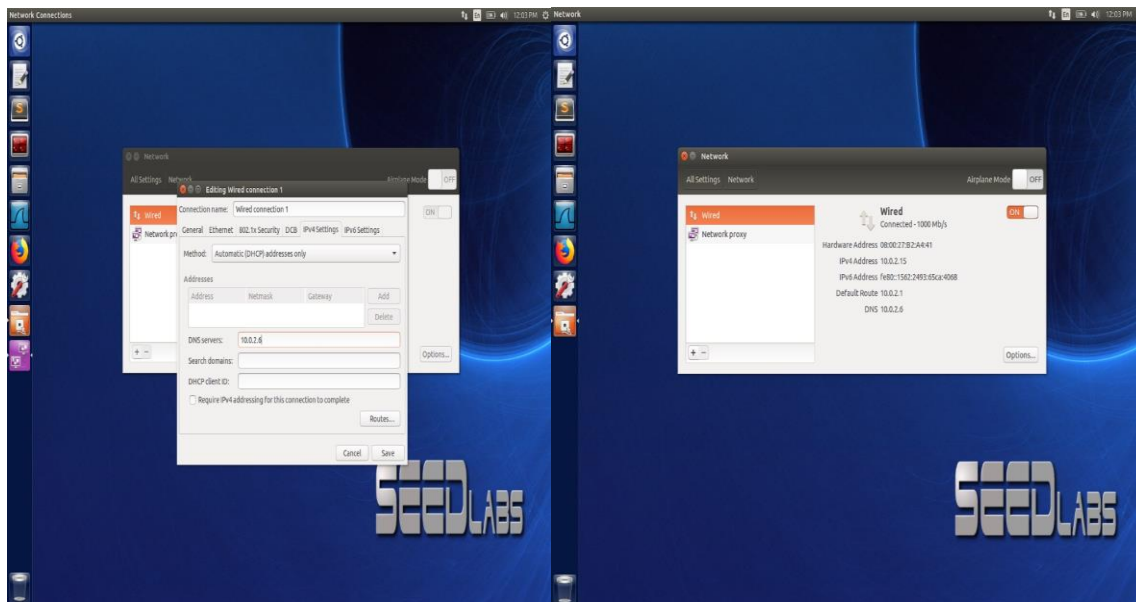 Network Connections
12:03 PM
Network
All Settings Network
Airplane Mode OFF
Editing Wired connection 1
Connection name: Wired connection 1
Wired
ON
General Ethernet 802.1x Security DCB IPv4 Settings IPv6 Settings
Network pr
Method: Automatic (DHCP) addresses only
Addresses
Address Netmask Gateway Add
Delete
DNS servers: 10.0.2.6
Search domains:
Options...
DHCP client ID:
Require IPv4 addressing for this connection to complete
Routes...
Cancel Save
SEEDLABS
Network
12:03 PM
Network
All Settings Network
Airplane Mode OFF
Wired
Network proxy
Wired
ON
Connected - 1000 Mb/s
Hardware Address 08:00:27:B2:A4:41
IPv4 Address 10.0.2.15
IPv6 Address fe80::1562:2493:65ca:406B
Default Route 10.0.2.1
DNS 10.0.2.6
Options...
SEEDLABS